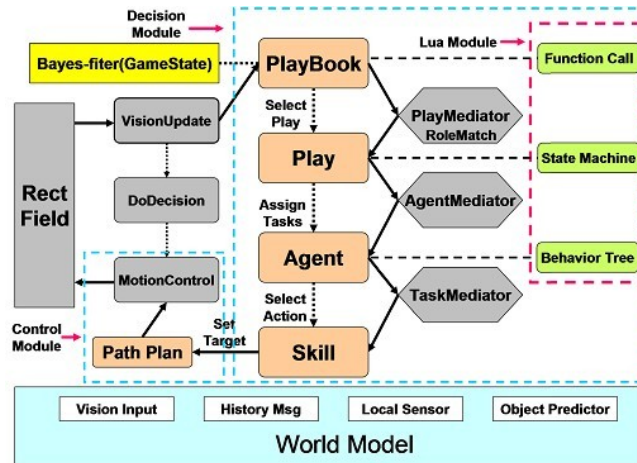 Decision
Module
Bayes-fiter(GameState)
PlayBook
Lua Module
Function Call
Select
Play
VisionUpdate
PlayMediator
RoleMatch
Play
State Machine
Rect
Field
DoDecision
Assign
Tasks
AgentMediator
Agent
Behavior Tree
MotionControl
Select
Action
TaskMediator
Control
Module
Path Plan
Set
Target
Skill
Vision Input
History Msg
Local Sensor
Object Predictor
World Model